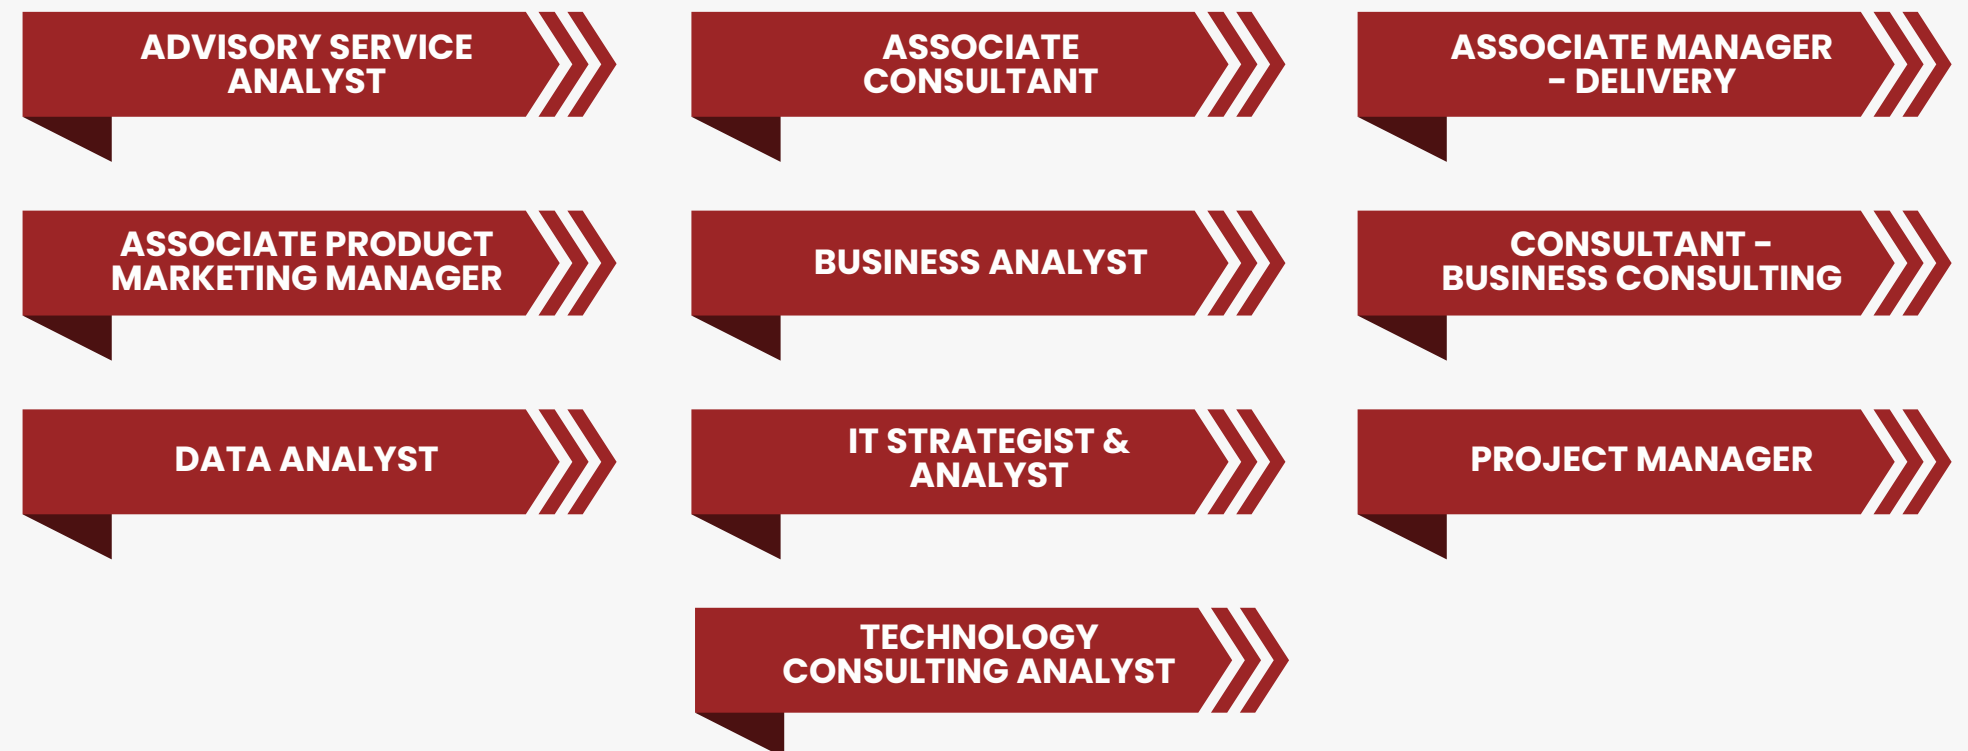 ADVISORY SERVICE
ANALYST
ASSOCIATE
CONSULTANT
ASSOCIATE MANAGER
– DELIVERY
ASSOCIATE PRODUCT
MARKETING MANAGER
BUSINESS ANALYST
CONSULTANT –
BUSINESS CONSULTING
DATA ANALYST
IT STRATEGIST &
ANALYST
PROJECT MANAGER
TECHNOLOGY
CONSULTING ANALYST